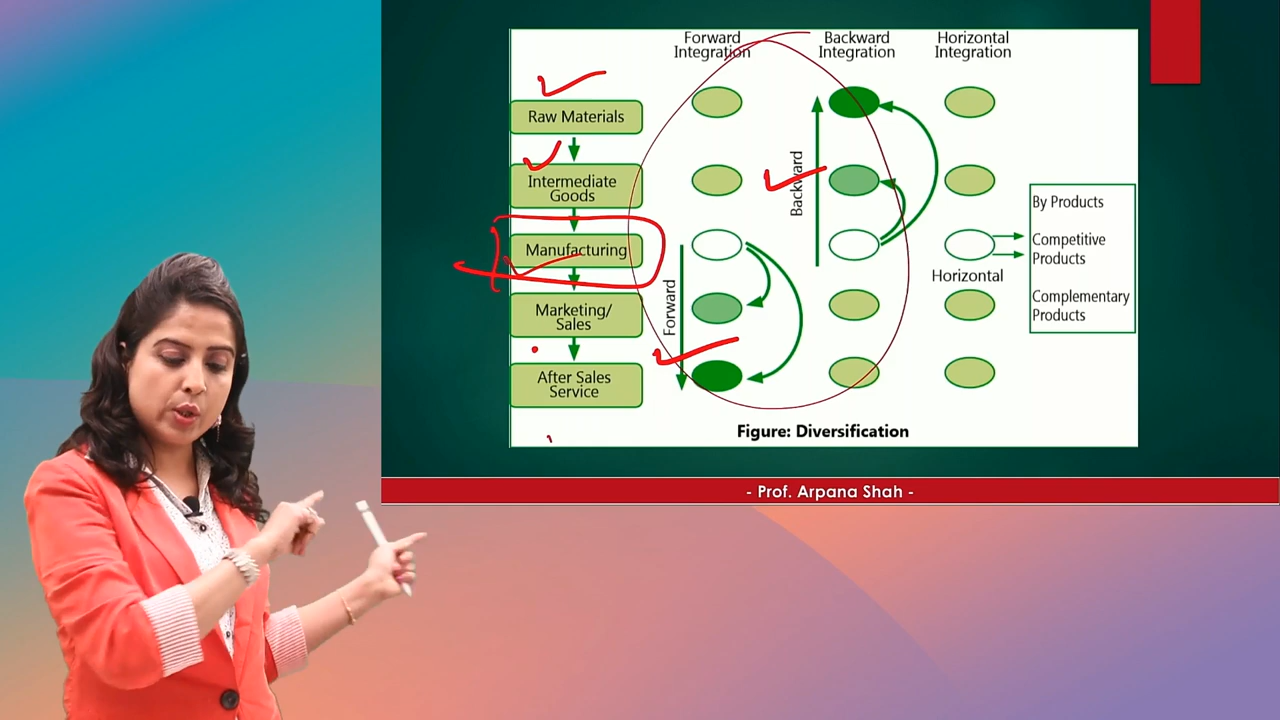 Forward
Integration
Backward
Integration
Horizontal
Integration
Raw Materials
Intermediate
Goods
Manufacturing
Marketing/
Sales
After Sales
Service
Forward
Backward
Horizontal
By Products
Competitive
Products
Complementary
Products
Figure: Diversification
- Prof. Arpana Shah -